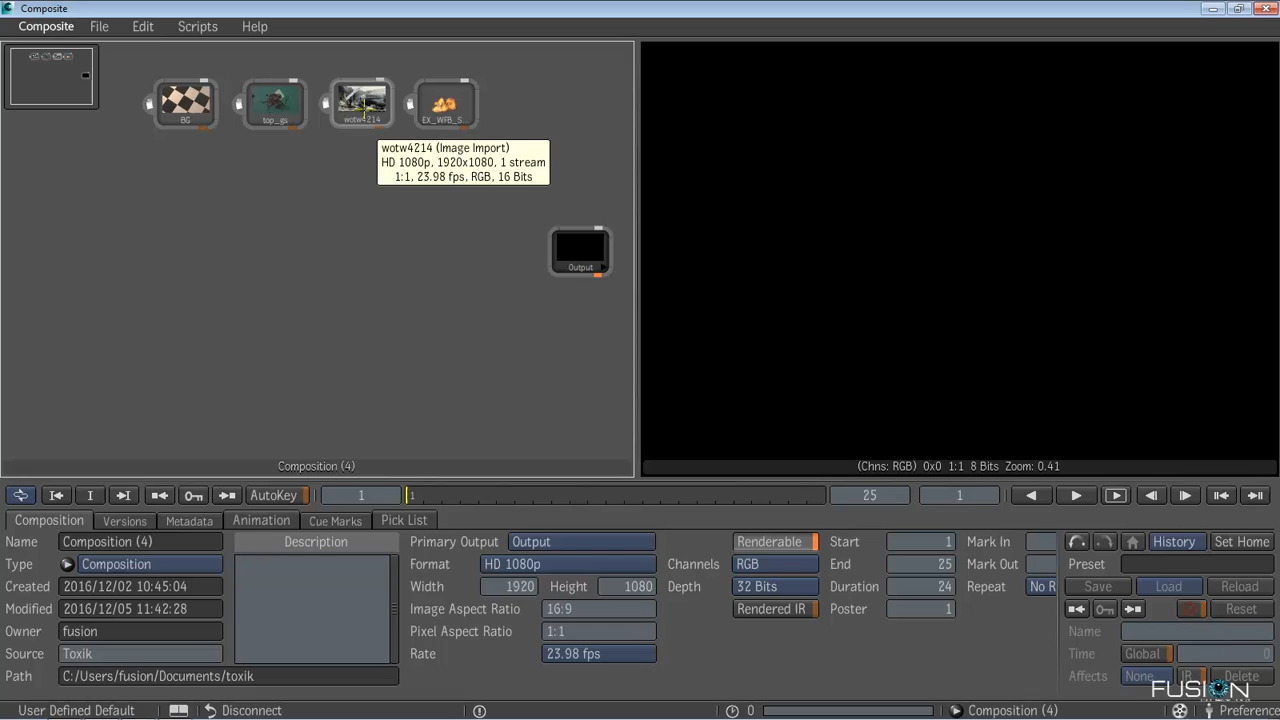 Composite
Composite File Edit Scripts Help
BG top_gs wotw4214 EX_WFB_S...
wotw4214 (Image Import)
HD 1080p, 1920x1080, 1 stream
1:1, 23.98 fps, RGB, 16 Bits
Output
Composition (4)
(Chns: RGB) 0x0 1:1 8 Bits Zoom: 0.41
AutoKey 1 1 25 1
Composition Versions Metadata Animation Cue Marks Pick List
Name Composition (4) Description Primary Output Output Renderable Start 1 Mark In History Set Home
Type Composition Format HD 1080p Channels RGB End 25 Mark Out Preset
Created 2016/12/02 10:45:04 Width 1920 Height 1080 Depth 32 Bits Duration 24 Repeat No R Save Load Reload
Modified 2016/12/05 11:42:28 Image Aspect Ratio 16:9 Rendered IR Poster 1 Reset
Owner fusion Pixel Aspect Ratio 1:1 Name
Source Toxik Rate 23.98 fps Time Global 0
Path C:/Users/fusion/Documents/toxik Affects None IR Delete
FUSION
User Defined Default Disconnect 0 Composition (4) Preference